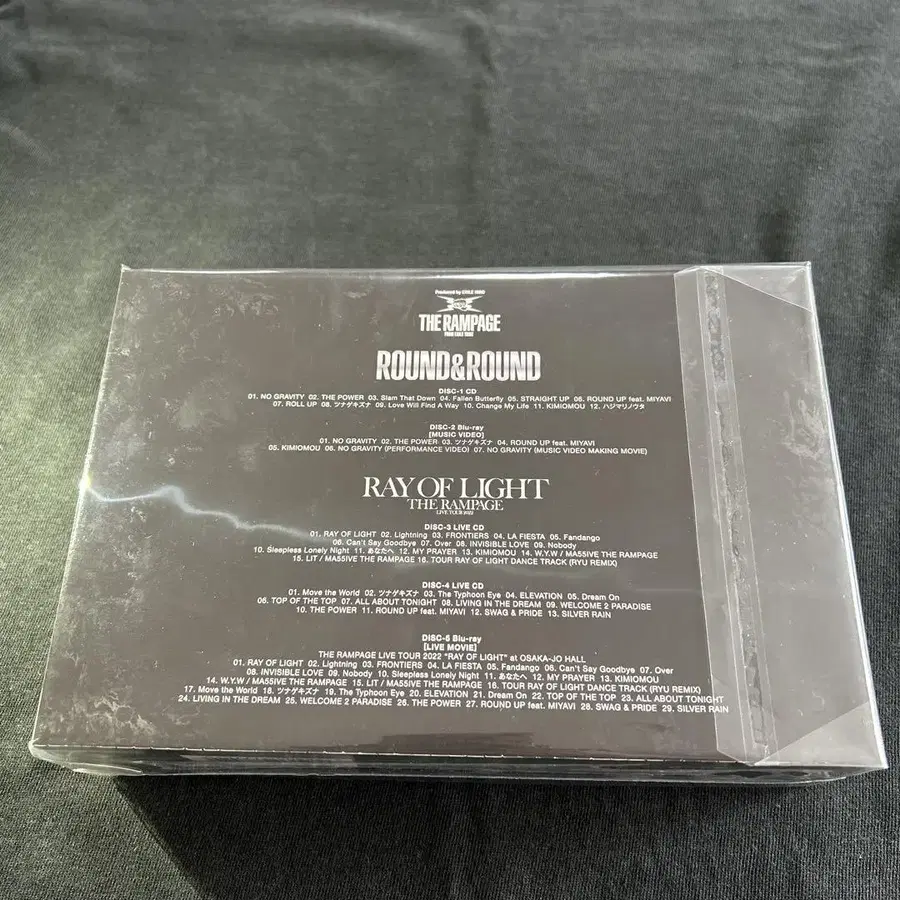 Produced by EXILE HIRO
THE RAMPAGE
FROM EXILE TRIBE
ROUND&ROUND
DISC-1 CD
01. NO GRAVITY 02. THE POWER 03. Slam That Down 04. Fallen Butterfly 05. STRAIGHT UP 06. ROUND UP feat. MIYAVI
07. ROLL UP 08. ツナゲキズナ 09. Love Will Find A Way 10. Change My Life 11. KIMIOMOU 12. ハジマリノウタ
DISC-2 Blu-ray
[MUSIC VIDEO]
01. NO GRAVITY 02. THE POWER 03. ツナゲキズナ 04. ROUND UP feat. MIYAVI
05. KIMIOMOU 06. NO GRAVITY (PERFORMANCE VIDEO) 07. NO GRAVITY (MUSIC VIDEO MAKING MOVIE)
RAY OF LIGHT
THE RAMPAGE
LIVE TOUR 2022
DISC-3 LIVE CD
01. RAY OF LIGHT 02. Lightning 03. FRONTIERS 04. LA FIESTA 05. Fandango
06. Can't Say Goodbye 07. Over 08. INVISIBLE LOVE 09. Nobody
10. Sleepless Lonely Night 11. あなたへ 12. MY PRAYER 13. KIMIOMOU 14. W.Y.W / MA55IVE THE RAMPAGE
15. LIT / MA55IVE THE RAMPAGE 16. TOUR RAY OF LIGHT DANCE TRACK (RYU REMIX)
DISC-4 LIVE CD
01. Move the World 02. ツナゲキズナ 03. The Typhoon Eye 04. ELEVATION 05. Dream On
06. TOP OF THE TOP 07. ALL ABOUT TONIGHT 08. LIVING IN THE DREAM 09. WELCOME 2 PARADISE
10. THE POWER 11. ROUND UP feat. MIYAVI 12. SWAG & PRIDE 13. SILVER RAIN
DISC-5 Blu-ray
[LIVE MOVIE]
THE RAMPAGE LIVE TOUR 2022 "RAY OF LIGHT" at OSAKA-JO HALL
01. RAY OF LIGHT 02. Lightning 03. FRONTIERS 04. LA FIESTA 05. Fandango 06. Can't Say Goodbye 07. Over
08. INVISIBLE LOVE 09. Nobody 10. Sleepless Lonely Night 11. あなたへ 12. MY PRAYER 13. KIMIOMOU
14. W.Y.W / MA55IVE THE RAMPAGE 15. LIT / MA55IVE THE RAMPAGE 16. TOUR RAY OF LIGHT DANCE TRACK (RYU REMIX)
17. Move the World 18. ツナゲキズナ 19. The Typhoon Eye 20. ELEVATION 21. Dream On 22. TOP OF THE TOP 23. ALL ABOUT TONIGHT
24. LIVING IN THE DREAM 25. WELCOME 2 PARADISE 26. THE POWER 27. ROUND UP feat. MIYAVI 28. SWAG & PRIDE 29. SILVER RAIN